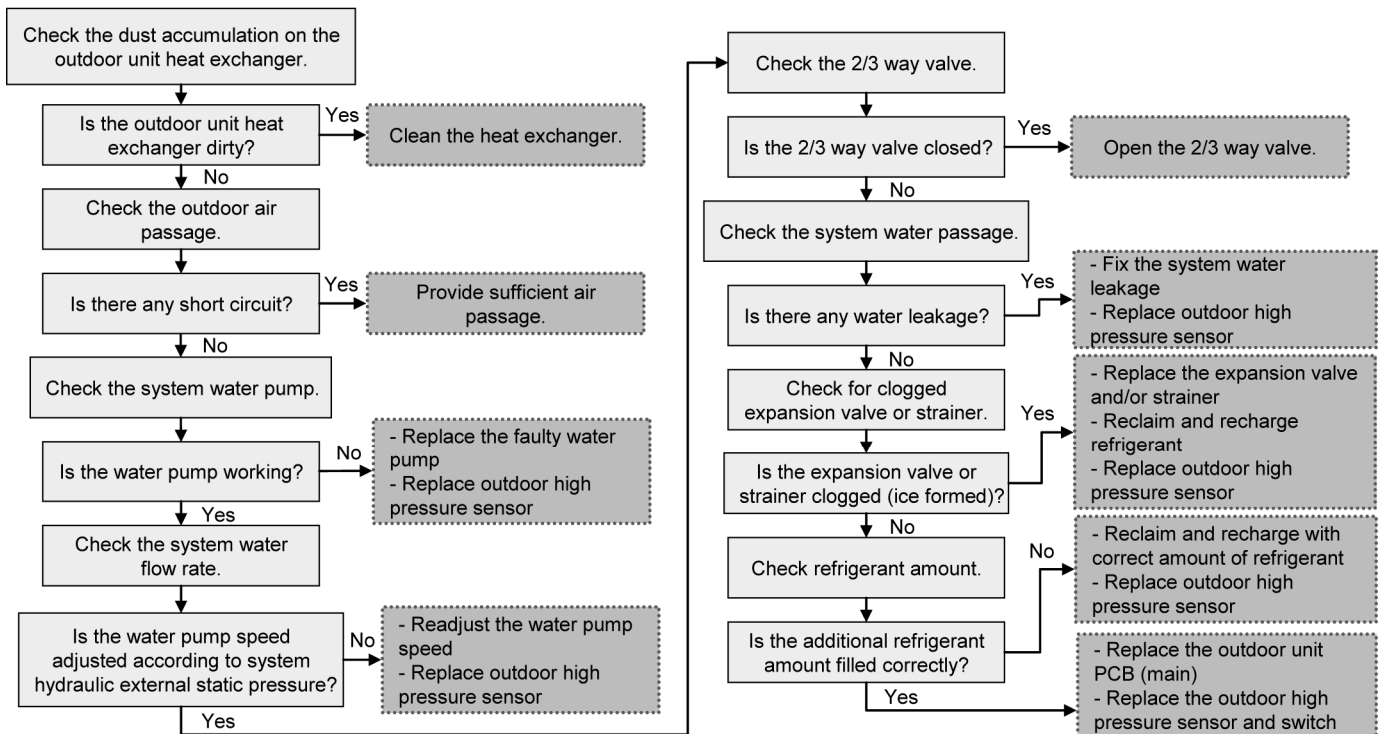 Check the dust accumulation on the
outdoor unit heat exchanger.
Is the outdoor unit heat
exchanger dirty?
Yes
Clean the heat exchanger.
No
Check the outdoor air
passage.
Is there any short circuit?
Yes
Provide sufficient air
passage.
No
Check the system water pump.
Is the water pump working?
No
- Replace the faulty water
pump
- Replace outdoor high
pressure sensor
Yes
Check the system water
flow rate.
Is the water pump speed
adjusted according to system
hydraulic external static pressure?
No
- Readjust the water pump
speed
- Replace outdoor high
pressure sensor
Yes
Check the 2/3 way valve.
Is the 2/3 way valve closed?
Yes
Open the 2/3 way valve.
No
Check the system water passage.
Is there any water leakage?
Yes
- Fix the system water
leakage
- Replace outdoor high
pressure sensor
No
Check for clogged
expansion valve or strainer.
Is the expansion valve or
strainer clogged (ice formed)?
Yes
- Replace the expansion valve
and/or strainer
- Reclaim and recharge
refrigerant
- Replace outdoor high
pressure sensor
No
Check refrigerant amount.
Is the additional refrigerant
amount filled correctly?
No
- Reclaim and recharge with
correct amount of refrigerant
- Replace outdoor high
pressure sensor
Yes
- Replace the outdoor unit
PCB (main)
- Replace the outdoor high
pressure sensor and switch